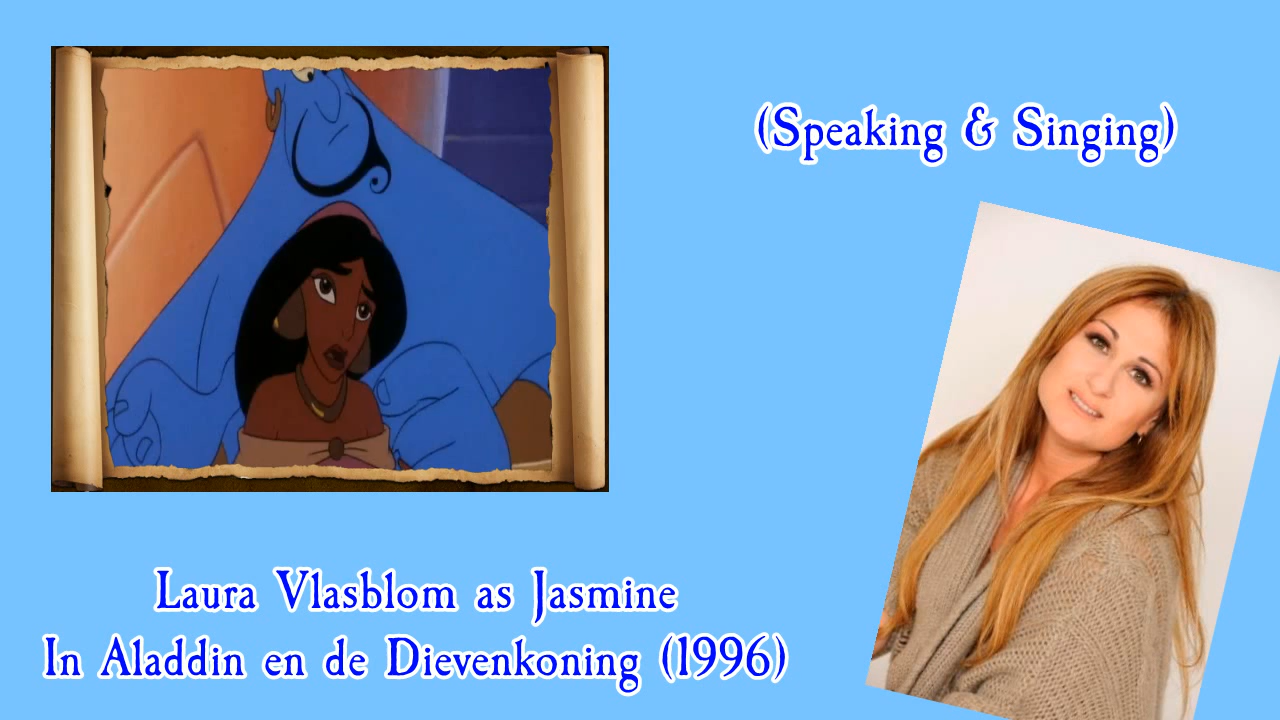 (Speaking & Singing)
Laura Vlasblom as Jasmine
In Aladdin en de Dievenkoning (1996)